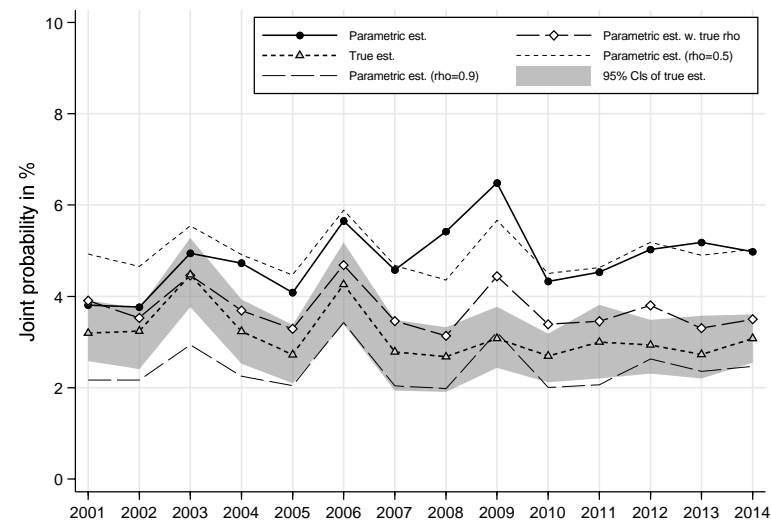 10
8
6
4
2
0
Joint probability in %
Parametric est.
Parametric est. w. true rho
True est.
Parametric est. (rho=0.5)
Parametric est. (rho=0.9)
95% CIs of true est.
2001 2002 2003 2004 2005 2006 2007 2008 2009 2010 2011 2012 2013 2014